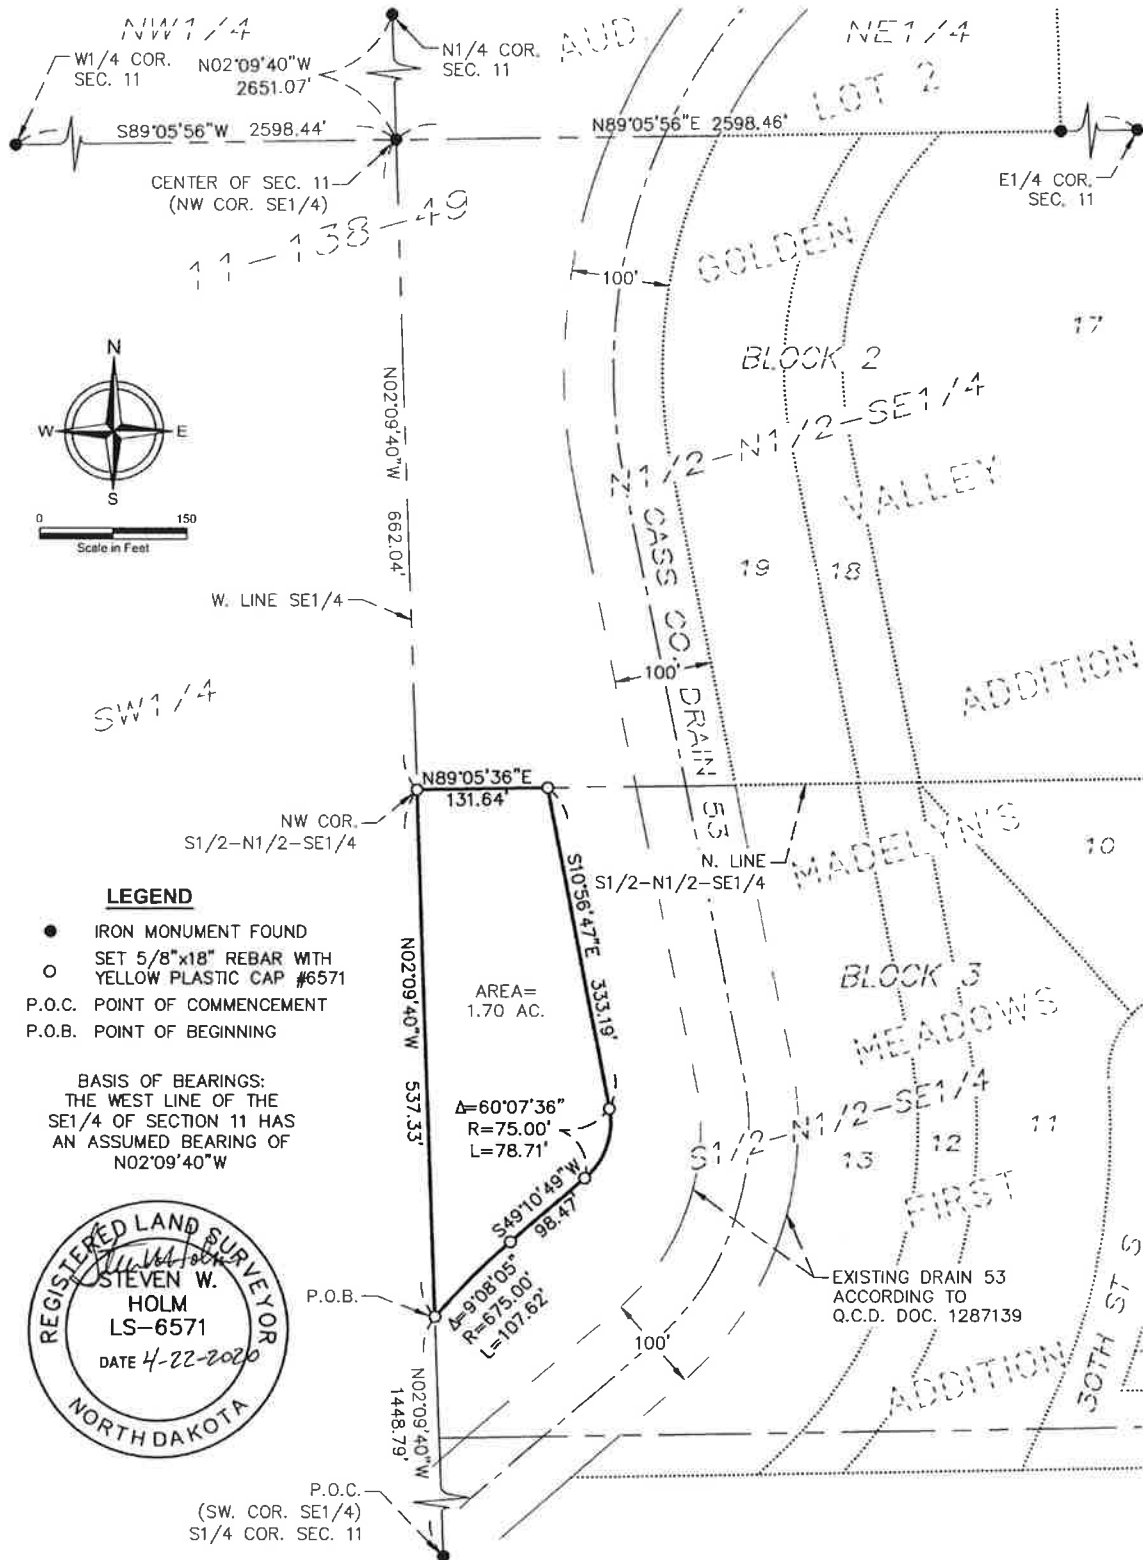 NW1/4
AUD.
NE1/4
LOT 2
W1/4 COR.
SEC. 11
N02°09'40"W
2651.07'
N1/4 COR.
SEC. 11
S89°05'56"W 2598.44'
N89°05'56"E 2598.46'
CENTER OF SEC. 11
(NW COR. SE1/4)
E1/4 COR.
SEC. 11
11-138-49
GOLDEN
100'
17
BLOCK 2
N
W
E
S
0
150
Scale in Feet
N02°09'40"W 662.04'
N1/2-N1/2-SE1/4
VALLEY
CASS CO. DRAIN 53
19
18
W. LINE SE1/4
100'
ADDITION
SW1/4
N89°05'36"E
131.64'
NW COR.
S1/2-N1/2-SE1/4
N. LINE
S1/2-N1/2-SE1/4
MADELYN'S
10
S10°56'47"E 333.19'
LEGEND
IRON MONUMENT FOUND
SET 5/8"x18" REBAR WITH
YELLOW PLASTIC CAP #6571
P.O.C. POINT OF COMMENCEMENT
P.O.B. POINT OF BEGINNING
N02°09'40"W 537.33'
AREA=
1.70 AC.
BLOCK 3
MEADOWS
BASIS OF BEARINGS:
THE WEST LINE OF THE
SE1/4 OF SECTION 11 HAS
AN ASSUMED BEARING OF
N02°09'40"W
Δ=60°07'36"
R=75.00'
L=78.71'
S1/2-N1/2-SE1/4
13
12
11
FIRST
S49°10'49"W
98.47'
REGISTERED LAND SURVEYOR
STEVEN W.
HOLM
LS-6571
DATE 4-22-2020
NORTH DAKOTA
P.O.B.
Δ=9°08'05"
R=675.00'
L=107.62'
EXISTING DRAIN 53
ACCORDING TO
Q.C.D. DOC. 1287139
100'
ADDITION
30TH ST S
N02°09'40"W
1448.79'
P.O.C.
(SW. COR. SE1/4)
S1/4 COR. SEC. 11